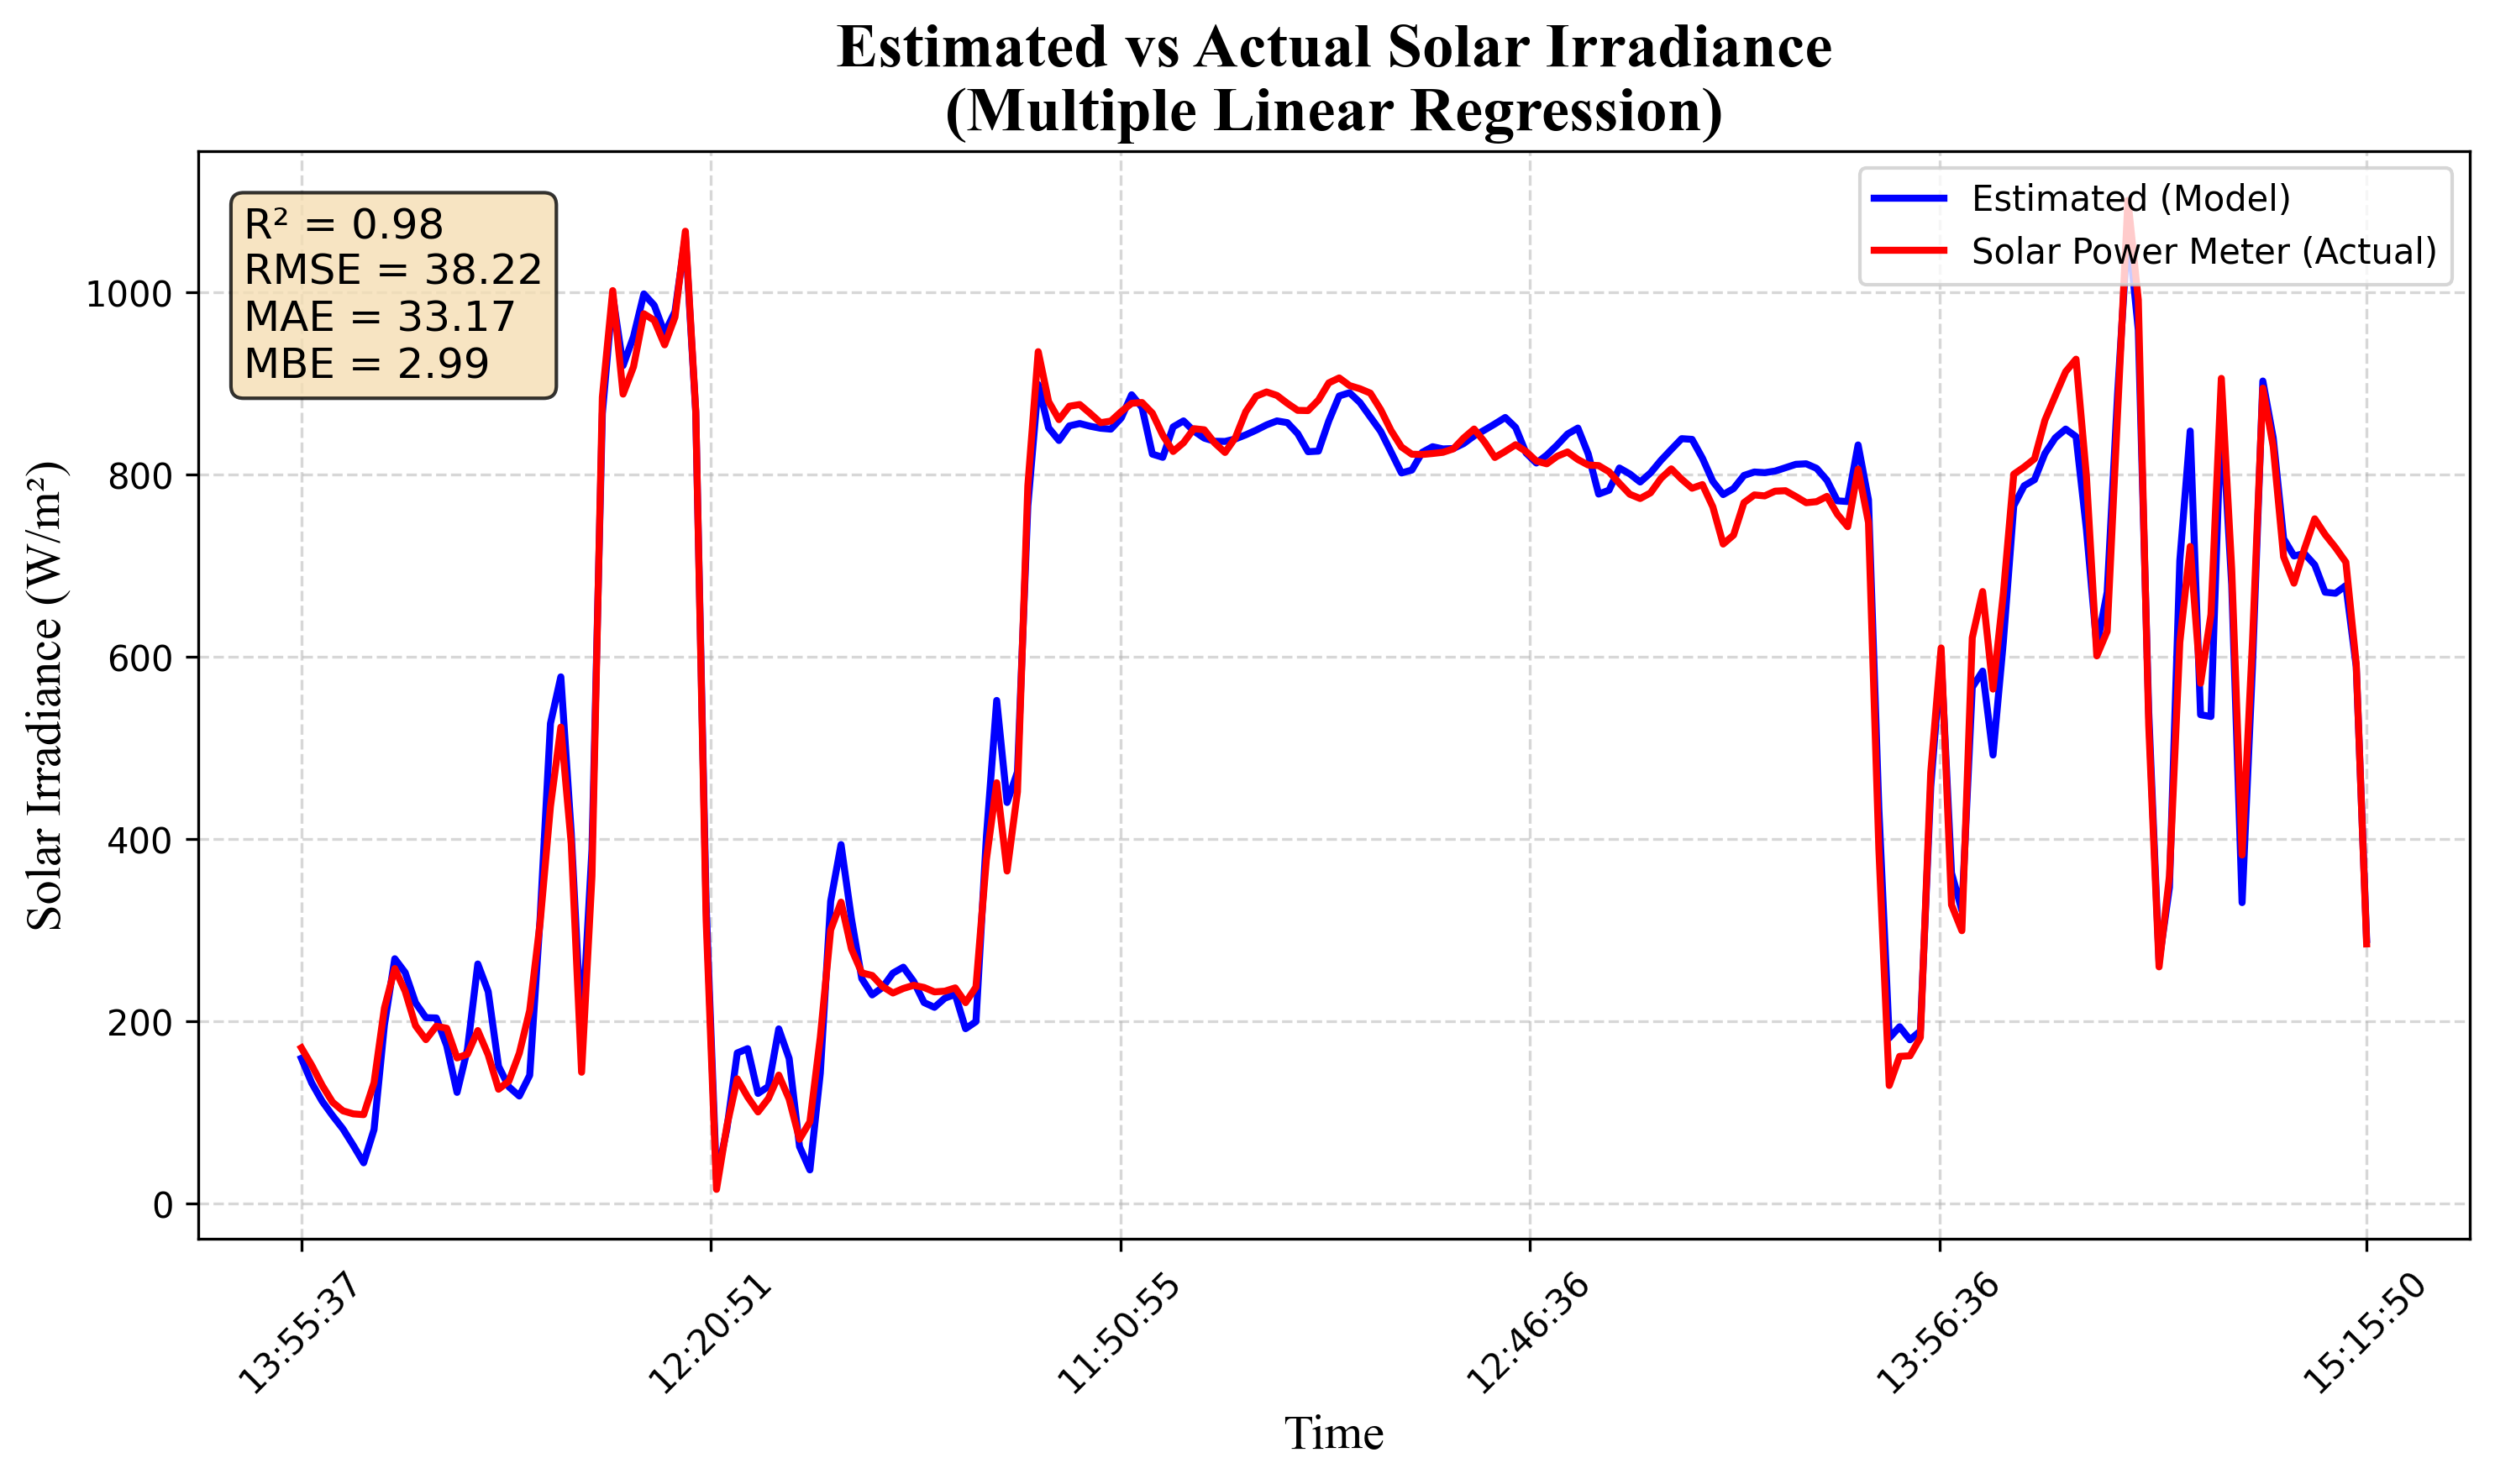 Estimated vs Actual Solar Irradiance
(Multiple Linear Regression)
R² = 0.98
RMSE = 38.22
MAE = 33.17
MBE = 2.99
Estimated (Model)
Solar Power Meter (Actual)
Solar Irradiance (W/m²)
1000
800
600
400
200
0
13:55:37
12:20:51
11:50:55
12:46:36
13:56:36
15:15:50
Time